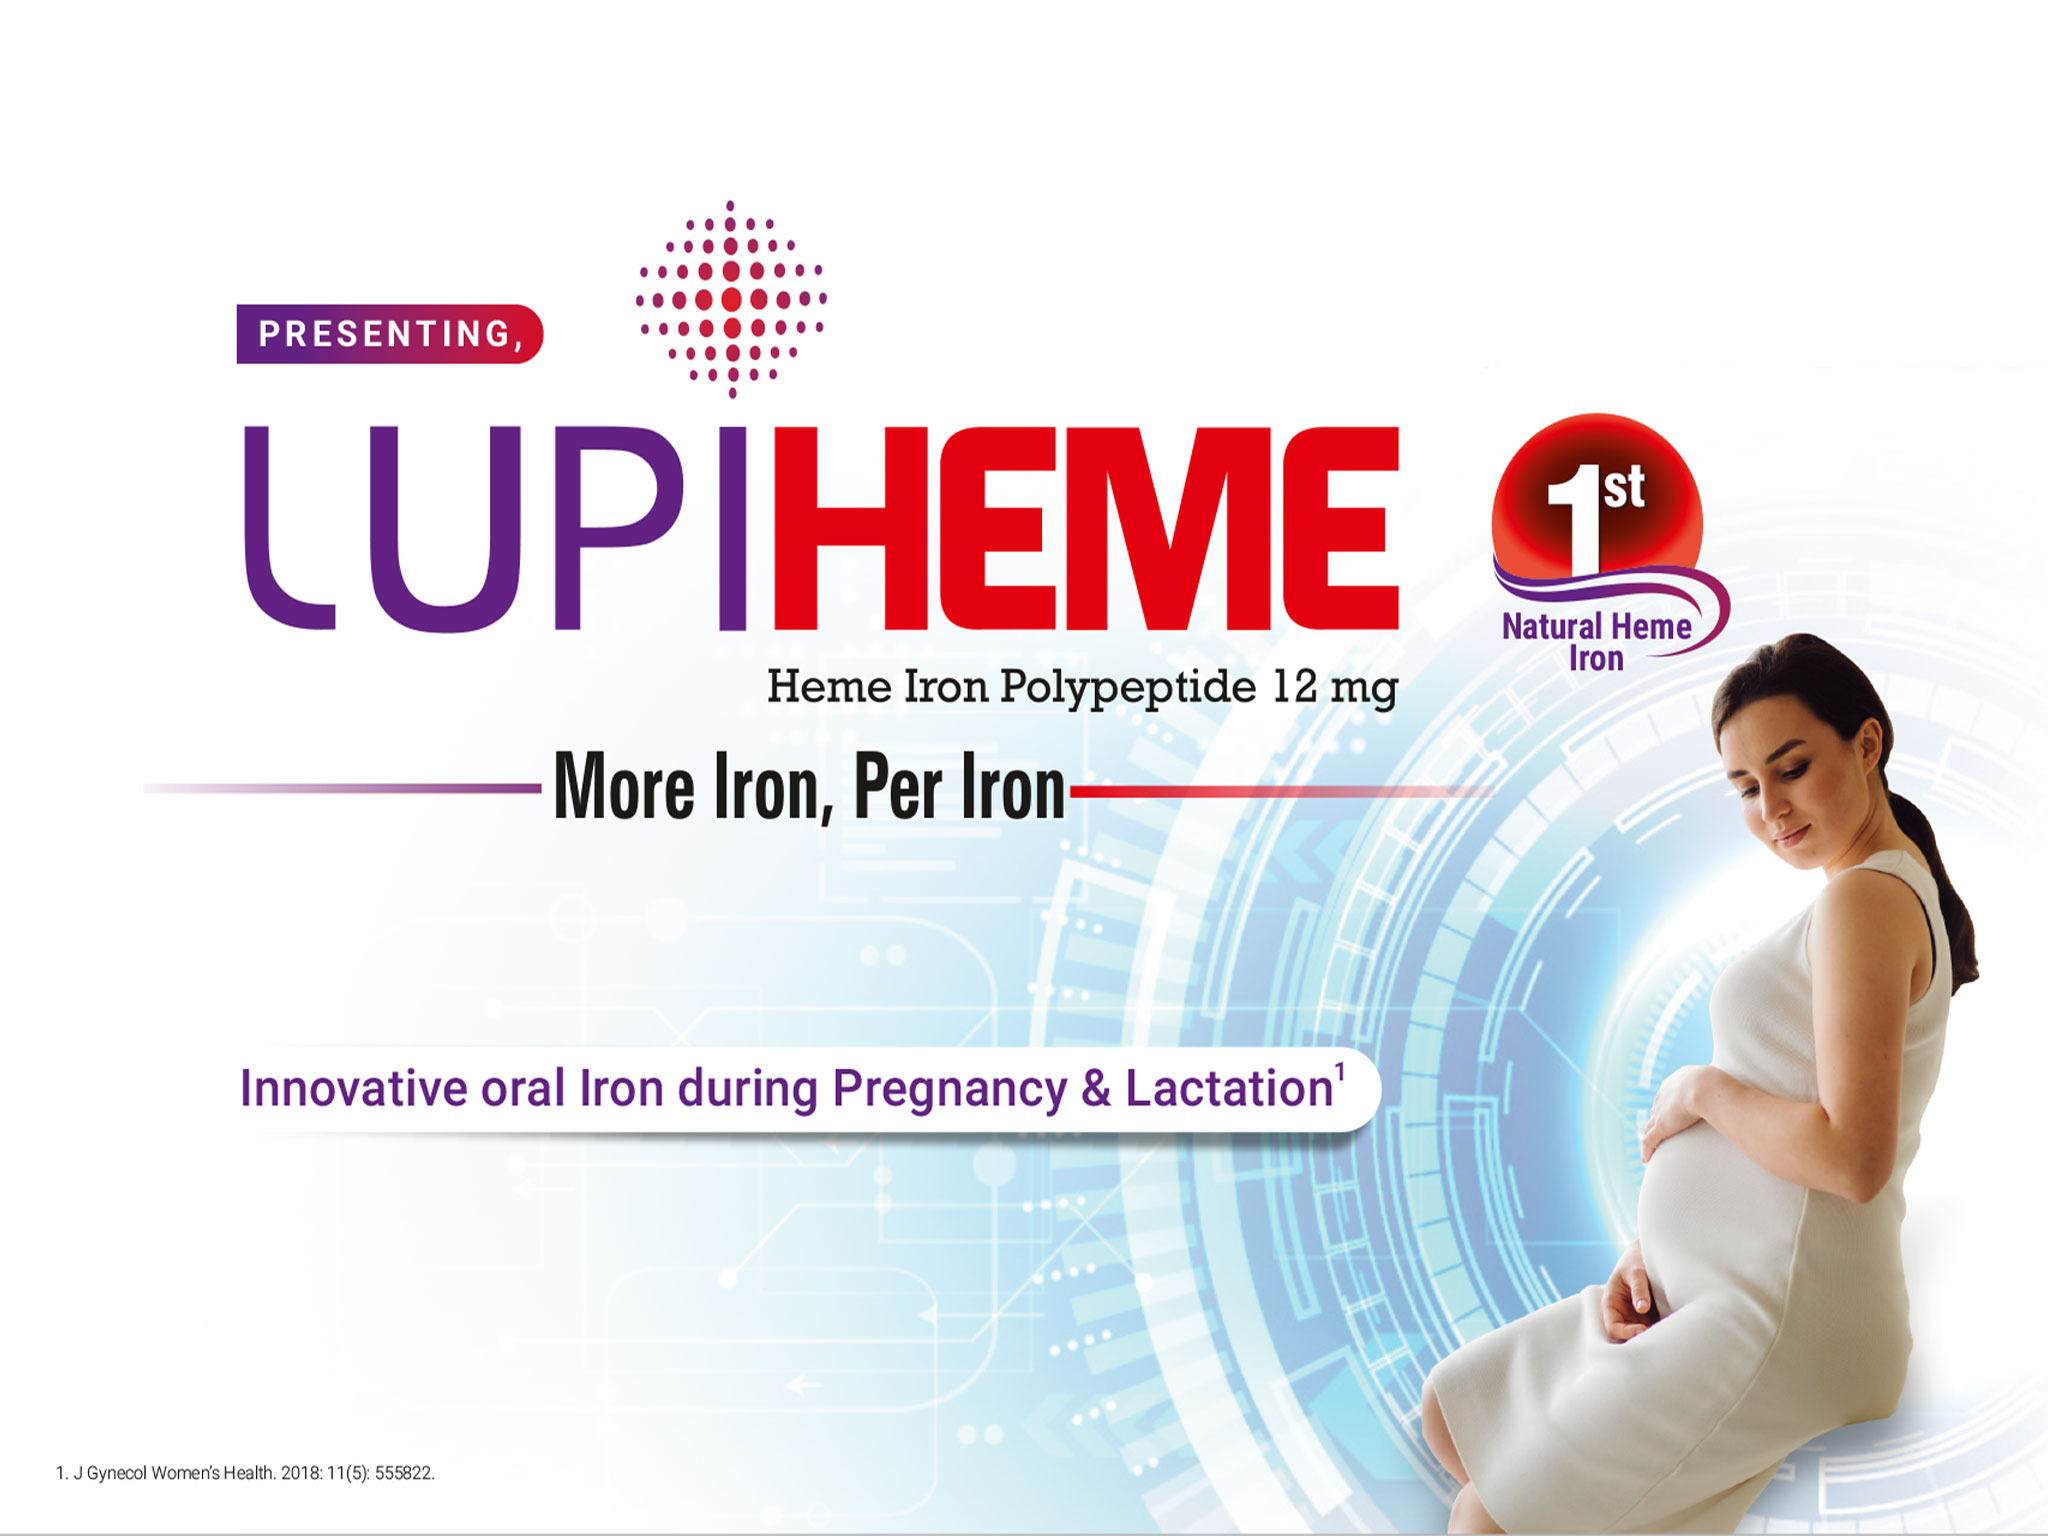 PRESENTING,
LUPIHEME
1st
Natural Heme
Iron
Heme Iron Polypeptide 12 mg
More Iron, Per Iron
Innovative oral Iron during Pregnancy & Lactation1
1. J Gynecol Women's Health. 2018: 11(5): 555822.